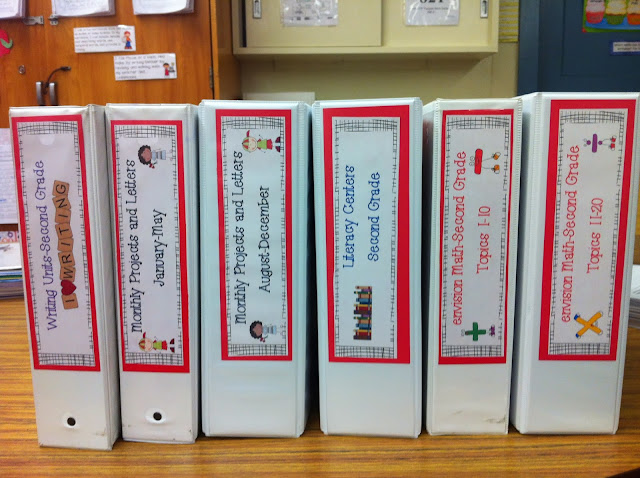 Writing Units-Second Grade
I WRITING
Monthly Projects and Letters
January-May
Monthly Projects and Letters
August-December
Literacy Centers
Second Grade
envision Math-Second Grade
Topics 1-10
envision Math-Second Grade
Topics 11-20